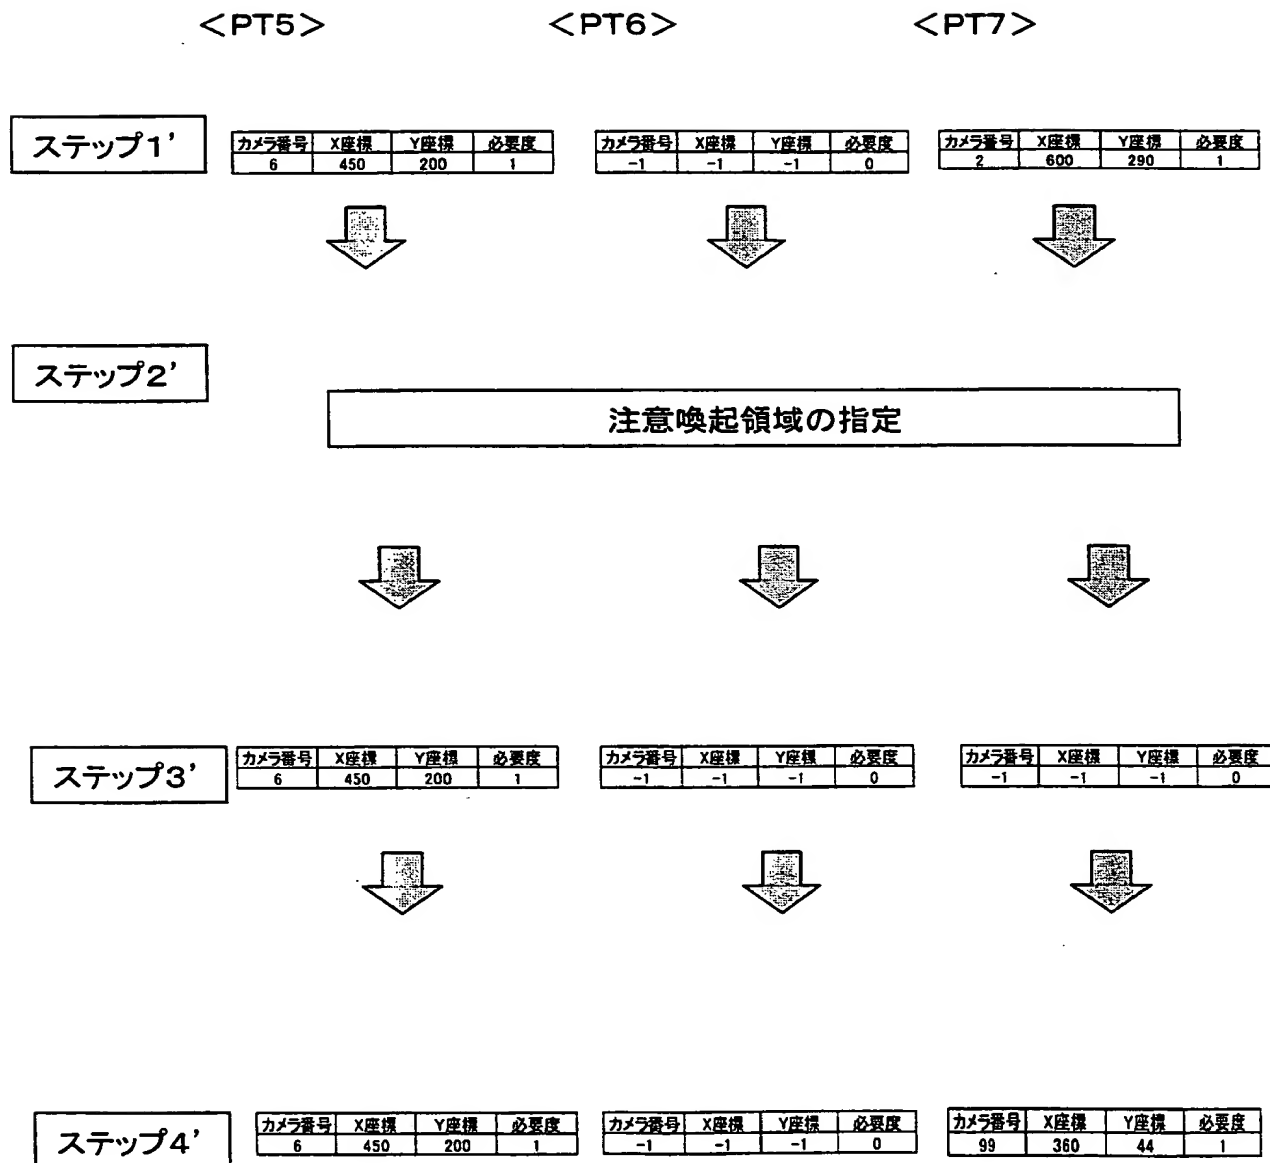 <PT5> <PT6> <PT7>
ステップ1'
カメラ番号 X座標 Y座標 必要度 カメラ番号 X座標 Y座標 必要度 カメラ番号 X座標 Y座標 必要度
6 450 200 1 -1 -1 -1 0 2 600 290 1
ステップ2'
注意喚起領域の指定
ステップ3'
カメラ番号 X座標 Y座標 必要度 カメラ番号 X座標 Y座標 必要度 カメラ番号 X座標 Y座標 必要度
6 450 200 1 -1 -1 -1 0 -1 -1 -1 0
ステップ4'
カメラ番号 X座標 Y座標 必要度 カメラ番号 X座標 Y座標 必要度 カメラ番号 X座標 Y座標 必要度
6 450 200 1 -1 -1 -1 0 99 360 44 1